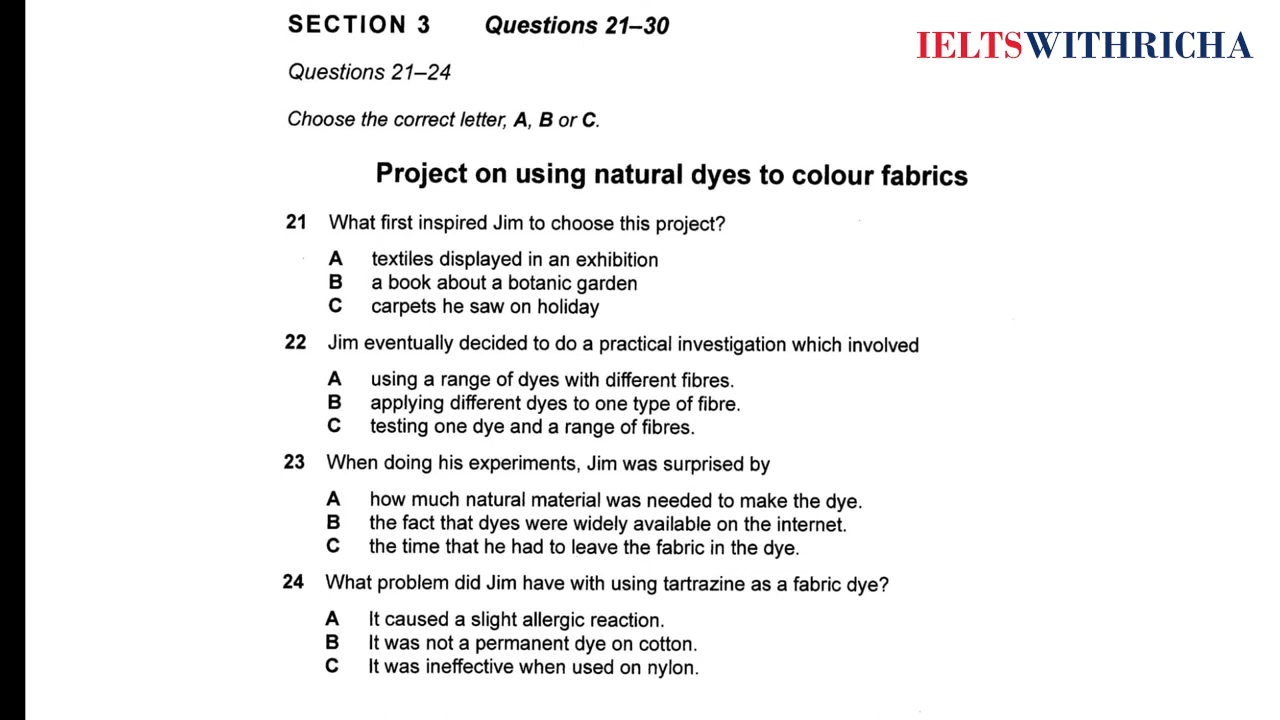 SECTION 3 Questions 21–30
IELTSWITHRICHA
Questions 21–24
Choose the correct letter, A, B or C.
Project on using natural dyes to colour fabrics
21 What first inspired Jim to choose this project?
A textiles displayed in an exhibition
B a book about a botanic garden
C carpets he saw on holiday
22 Jim eventually decided to do a practical investigation which involved
A using a range of dyes with different fibres.
B applying different dyes to one type of fibre.
C testing one dye and a range of fibres.
23 When doing his experiments, Jim was surprised by
A how much natural material was needed to make the dye.
B the fact that dyes were widely available on the internet.
C the time that he had to leave the fabric in the dye.
24 What problem did Jim have with using tartrazine as a fabric dye?
A It caused a slight allergic reaction.
B It was not a permanent dye on cotton.
C It was ineffective when used on nylon.